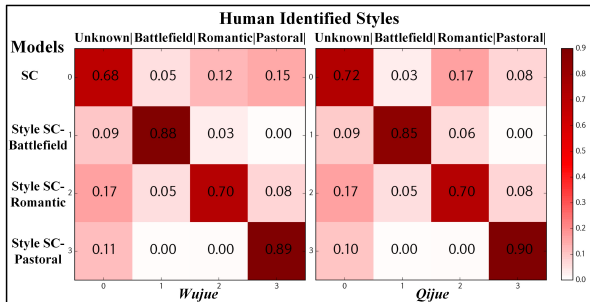 Human Identified Styles
Models
Unknown| Battlefield| Romantic| Pastoral|
Unknown| Battlefield| Romantic| Pastoral|
SC
0 0.68 0.05 0.12 0.15
0 0.72 0.03 0.17 0.08
Style SC-
Battlefield
1 0.09 0.88 0.03 0.00
1 0.09 0.85 0.06 0.00
Style SC-
Romantic
2 0.17 0.05 0.70 0.08
2 0.17 0.05 0.70 0.08
Style SC-
Pastoral
3 0.11 0.00 0.00 0.89
3 0.10 0.00 0.00 0.90
0 1 2 3
0 1 2 3
Wujue
Qijue
0.9
0.8
0.7
0.6
0.5
0.4
0.3
0.2
0.1
0.0